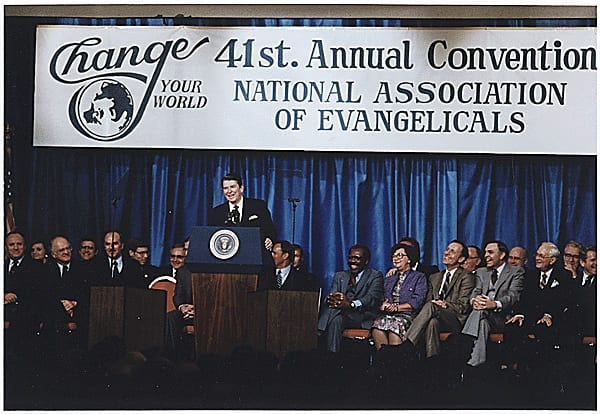 Change
YOUR
WORLD
41st. Annual Convention
NATIONAL ASSOCIATION
OF EVANGELICALS